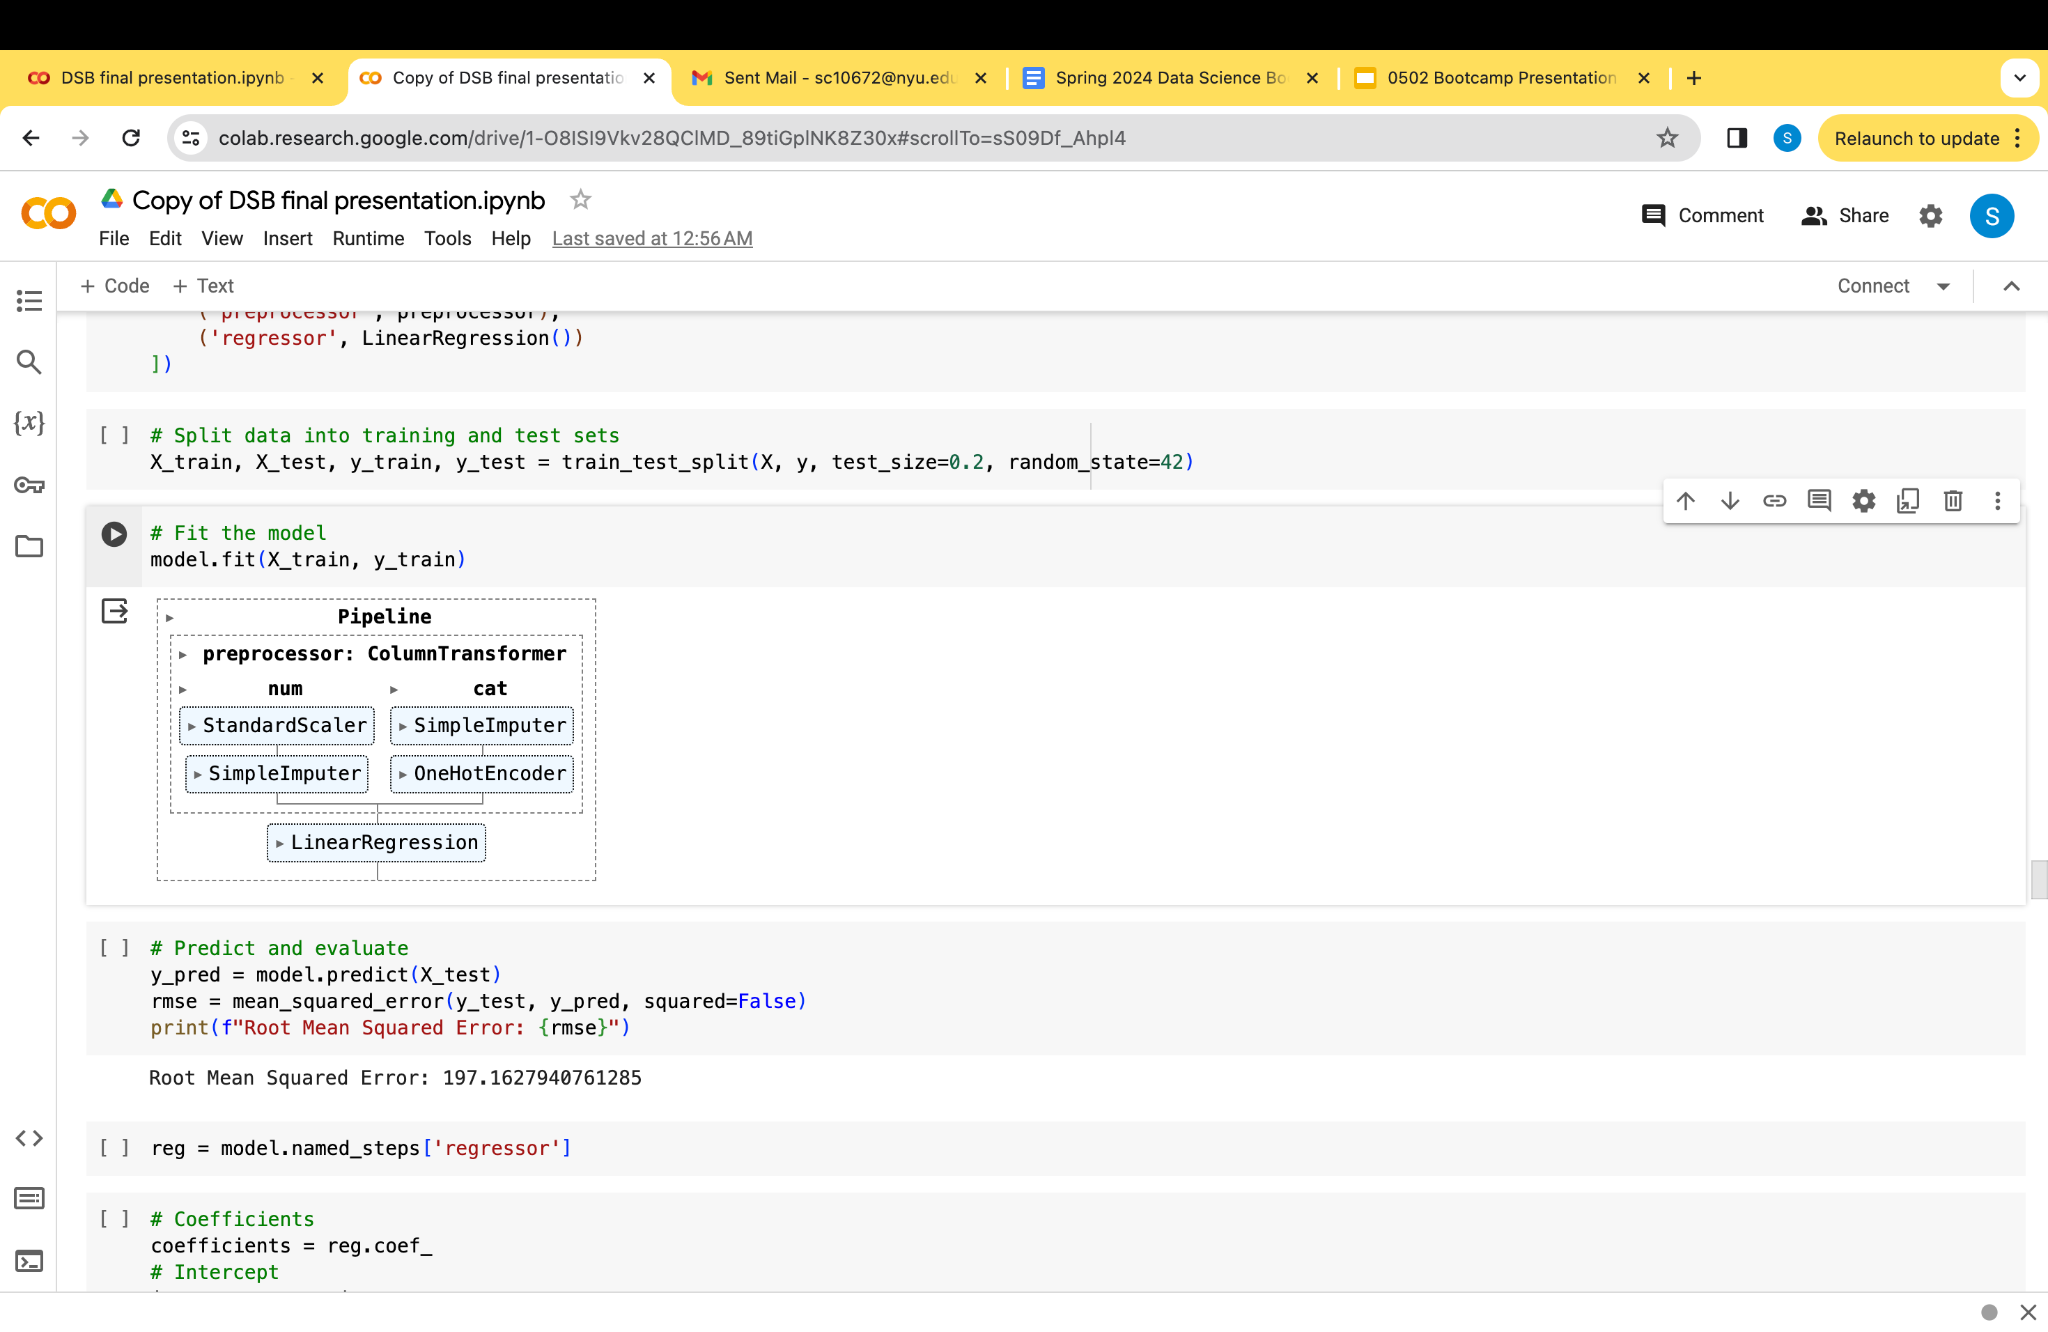 DSB final presentation.ipynb
Copy of DSB final presentatio
Sent Mail - sc10672@nyu.edu
Spring 2024 Data Science Bo
0502 Bootcamp Presentation
colab.research.google.com/drive/1-O8ISI9Vkv28QClMD_89tiGplNK8Z30x#scrollTo=sS09Df_Ahpl4
S
Relaunch to update
Copy of DSB final presentation.ipynb
Comment
Share
S
File Edit View Insert Runtime Tools Help Last saved at 12:56 AM
+ Code + Text
Connect
('preprocessor', preprocessor),
('regressor', LinearRegression())
])
[ ] # Split data into training and test sets
X_train, X_test, y_train, y_test = train_test_split(X, y, test_size=0.2, random_state=42)
# Fit the model
model.fit(X_train, y_train)
Pipeline
preprocessor: ColumnTransformer
num cat
StandardScaler SimpleImputer
SimpleImputer OneHotEncoder
LinearRegression
[ ] # Predict and evaluate
y_pred = model.predict(X_test)
rmse = mean_squared_error(y_test, y_pred, squared=False)
print(f"Root Mean Squared Error: {rmse}")
Root Mean Squared Error: 197.1627940761285
[ ] reg = model.named_steps['regressor']
[ ] # Coefficients
coefficients = reg.coef_
# Intercept